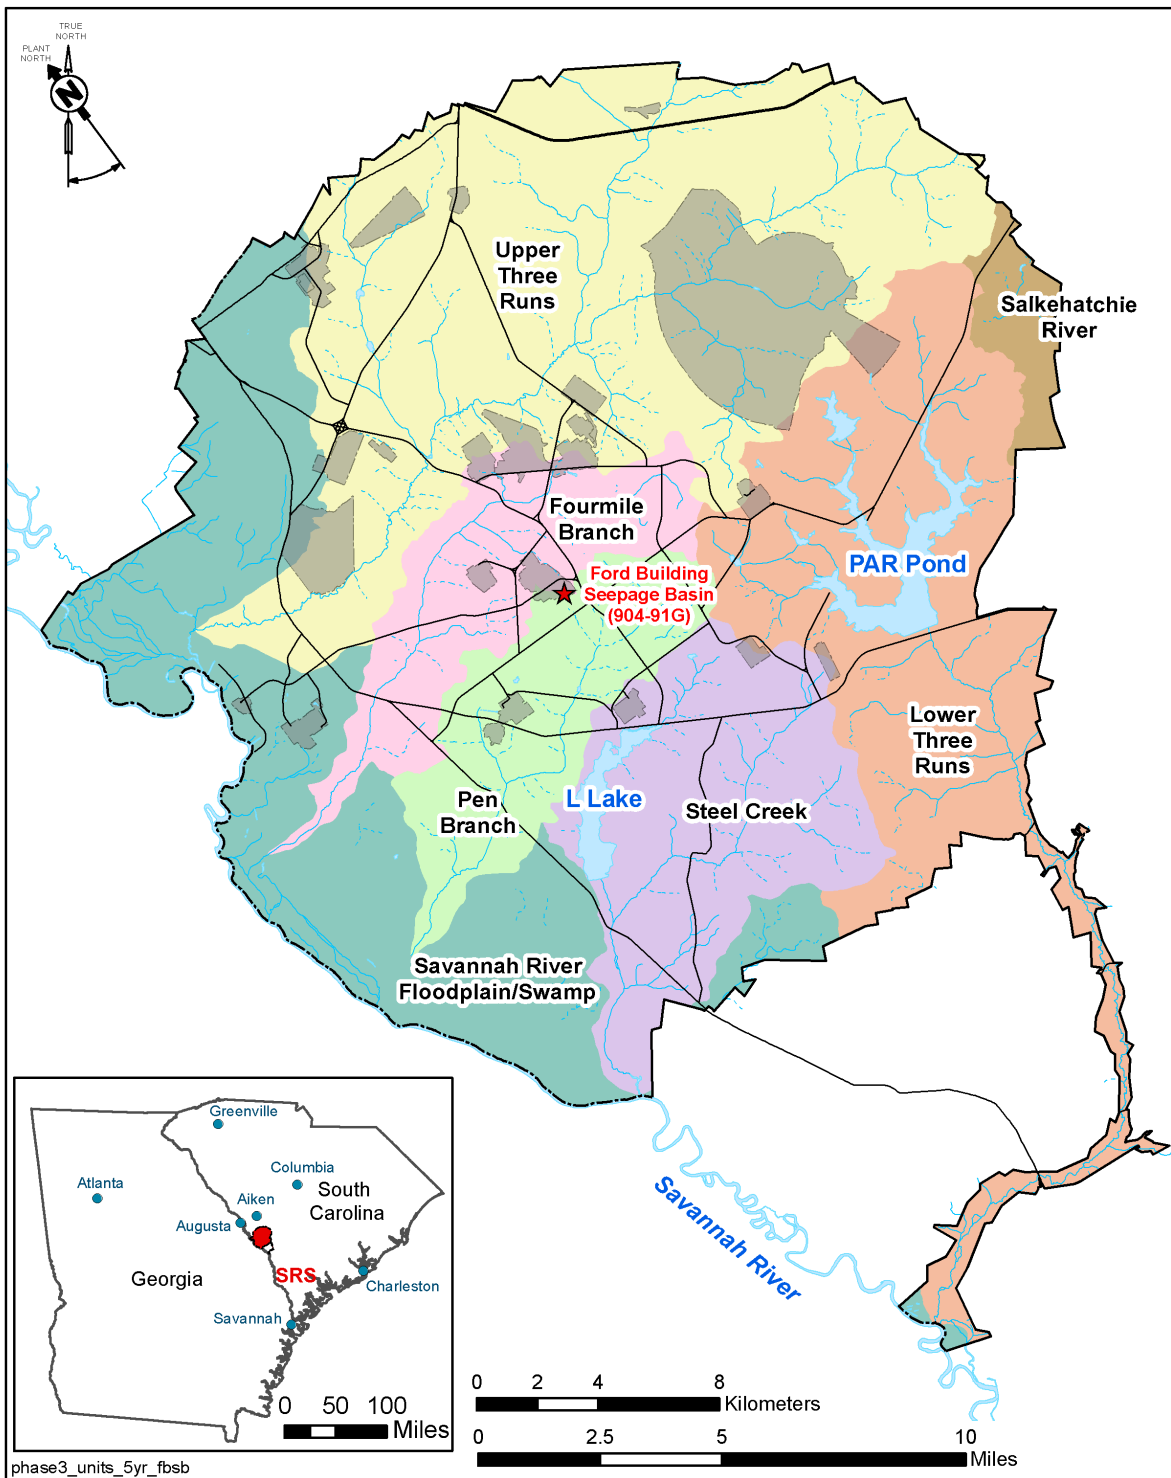 TRUE
NORTH
PLANT
NORTH
N
Upper
Three
Runs
Salkehatchie
River
Fourmile
Branch
PAR Pond
Ford Building
Seepage Basin
(904-91G)
Lower
Three
Runs
Pen
Branch
L Lake
Steel Creek
Savannah River
Floodplain/Swamp
Savannah River
Greenville
Columbia
Atlanta
Aiken
South
Carolina
Augusta
Georgia
SRS
Charleston
Savannah
0 50 100
Miles
0 2 4 8
Kilometers
0 2.5 5 10
Miles
phase3_units_5yr_fbsb